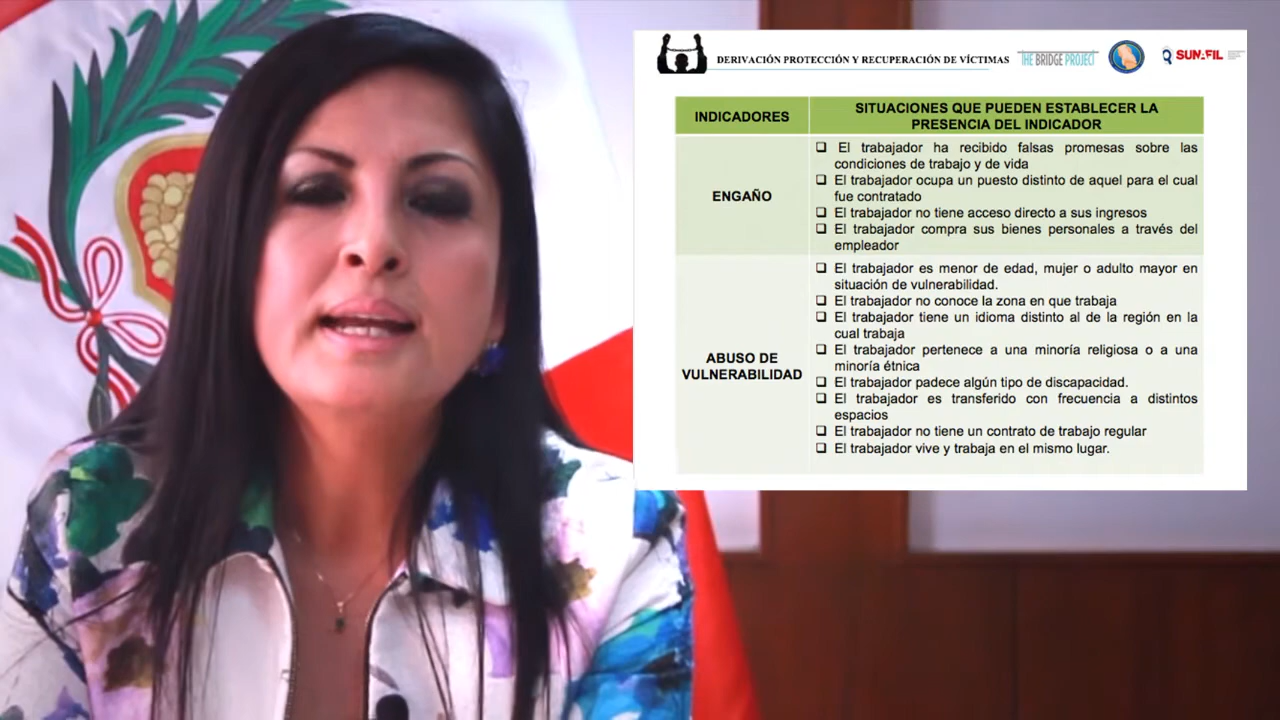 DERIVACIÓN PROTECCIÓN Y RECUPERACIÓN DE VÍCTIMAS
THE BRIDGE PROJECT
SUNAFIL
INDICADORES
SITUACIONES QUE PUEDEN ESTABLECER LA
PRESENCIA DEL INDICADOR
ENGAÑO
❑ El trabajador ha recibido falsas promesas sobre las
condiciones de trabajo y de vida
❑ El trabajador ocupa un puesto distinto de aquel para el cual
fue contratado
❑ El trabajador no tiene acceso directo a sus ingresos
❑ El trabajador compra sus bienes personales a través del
empleador
ABUSO DE
VULNERABILIDAD
❑ El trabajador es menor de edad, mujer o adulto mayor en
situación de vulnerabilidad.
❑ El trabajador no conoce la zona en que trabaja
❑ El trabajador tiene un idioma distinto al de la región en la
cual trabaja
❑ El trabajador pertenece a una minoría religiosa o a una
minoría étnica
❑ El trabajador padece algún tipo de discapacidad.
❑ El trabajador es transferido con frecuencia a distintos
espacios
❑ El trabajador no tiene un contrato de trabajo regular
❑ El trabajador vive y trabaja en el mismo lugar.